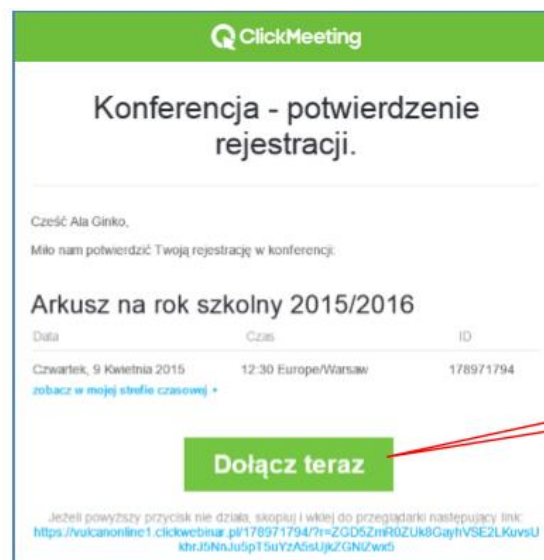 ClickMeeting
Konferencja - potwierdzenie
rejestracji.
Cześć Ala Ginko,
Miło nam potwierdzić Twoją rejestrację w konferencji:
Arkusz na rok szkolny 2015/2016
Data Czas ID
Czwartek, 9 Kwietnia 2015 12:30 Europe/Warsaw 178971794
zobacz w mojej strefie czasowej
Dołącz teraz
Jeżeli powyższy przycisk nie działa, skopiuj i wklej do przeglądarki następujący link: